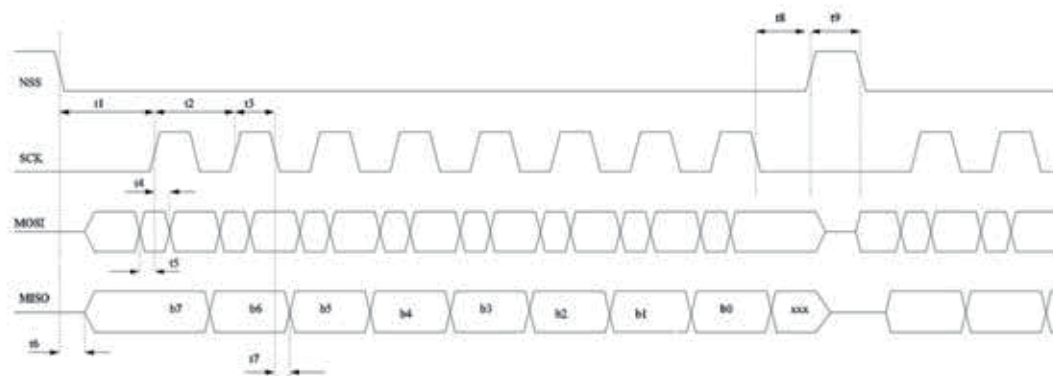 t8 t9
NSS
t1 t2 t3
SCK
t4
MOSI
t5
MISO b7 b6 b5 b4 b3 b2 b1 b0 xxx
t6
t7